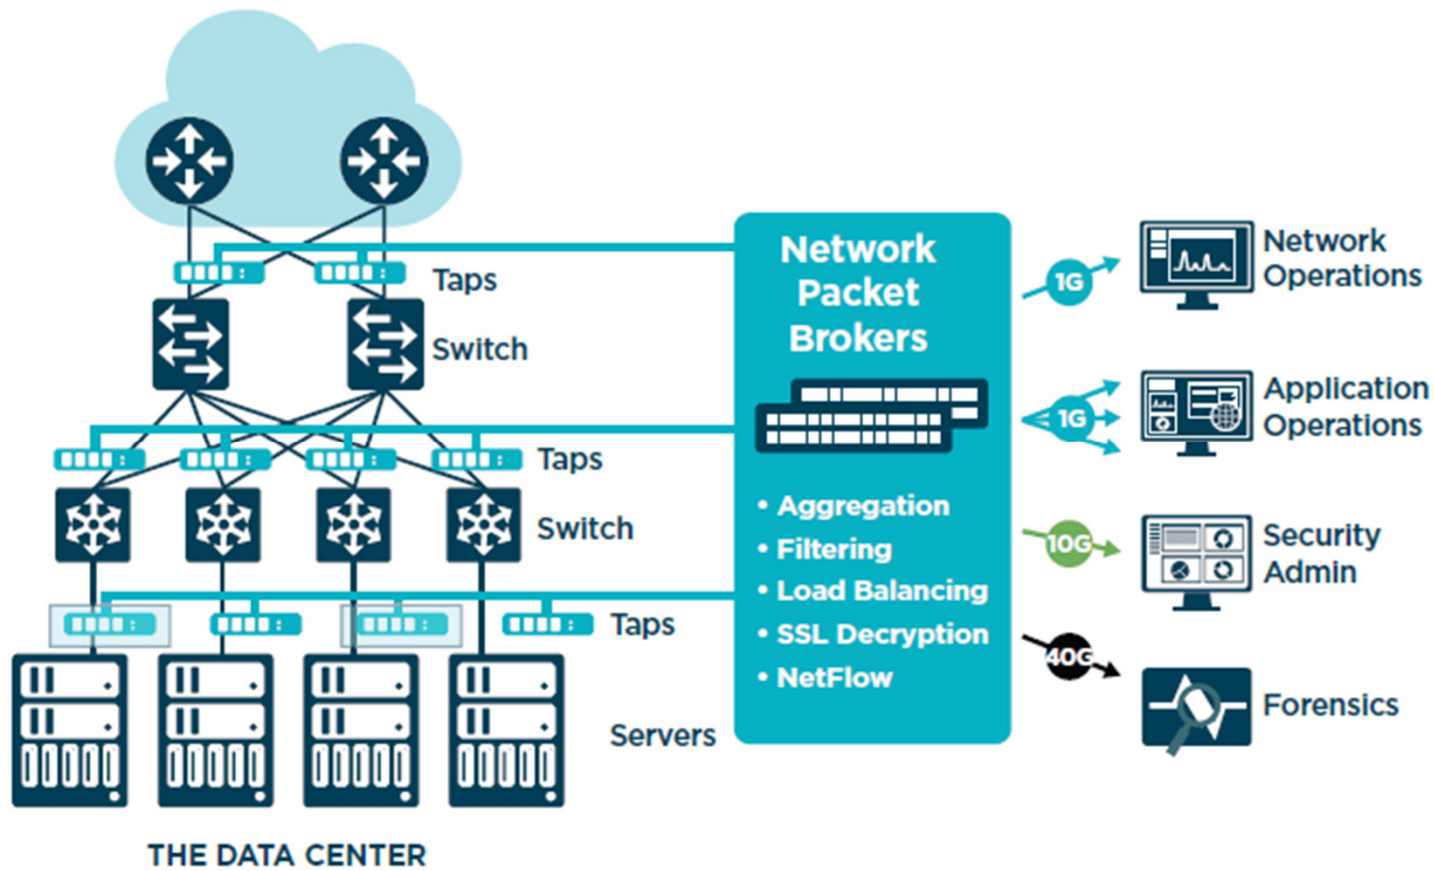 Taps
Switch
Taps
Switch
Taps
Servers
THE DATA CENTER
Network
Packet
Brokers
• Aggregation
• Filtering
• Load Balancing
• SSL Decryption
• NetFlow
1G
Network
Operations
1G
Application
Operations
10G
Security
Admin
40G
Forensics